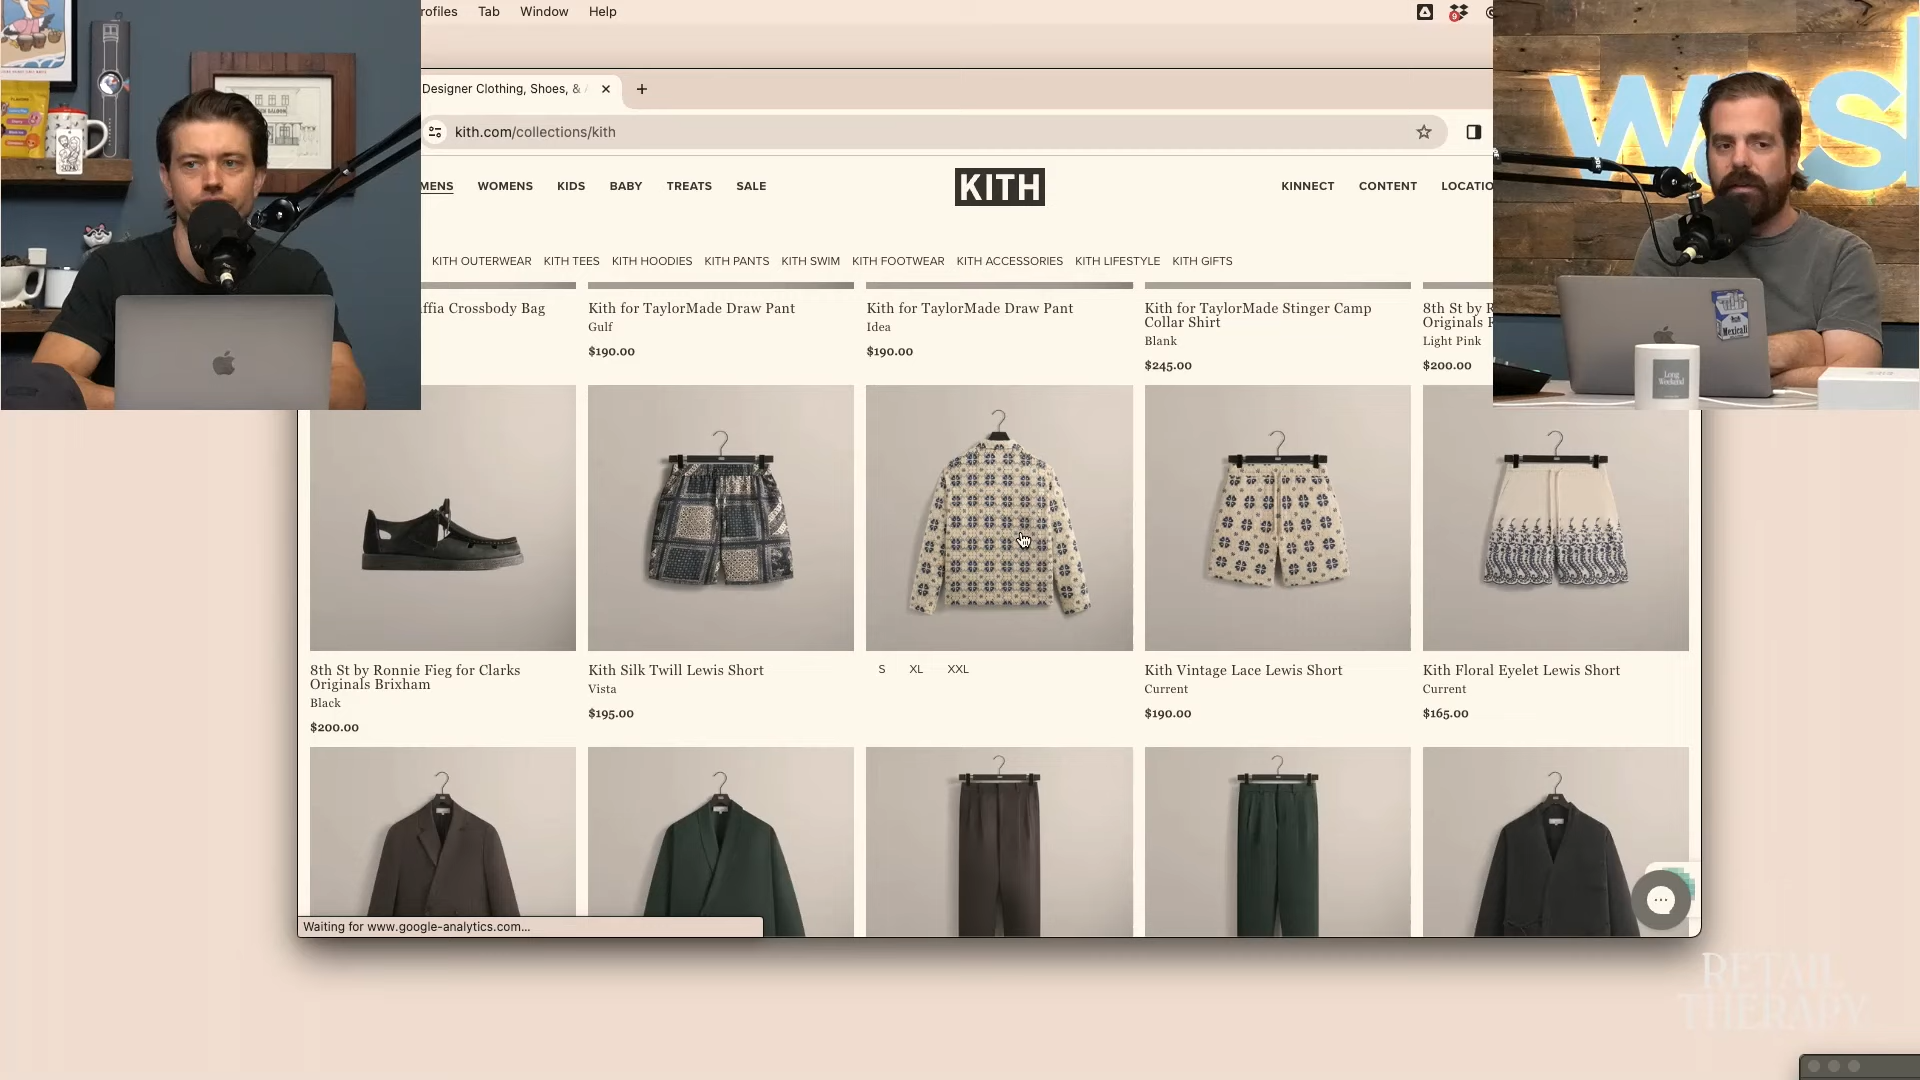 rofiles Tab Window Help
9
Designer Clothing, Shoes, &
kith.com/collections/kith
MENS WOMENS KIDS BABY TREATS SALE
KITH
KINNECT CONTENT LOCATIO
KITH OUTERWEAR KITH TEES KITH HOODIES KITH PANTS KITH SWIM KITH FOOTWEAR KITH ACCESSORIES KITH LIFESTYLE KITH GIFTS
ffia Crossbody Bag
Kith for TaylorMade Draw Pant
Gulf
$190.00
Kith for TaylorMade Draw Pant
Idea
$190.00
Kith for TaylorMade Stinger Camp
Collar Shirt
Blank
$245.00
8th St by R
Originals
Light Pink
$200.00
wash
Mexicali
Long
Weekend
8th St by Ronnie Fieg for Clarks
Originals Brixham
Black
$200.00
Kith Silk Twill Lewis Short
Vista
$195.00
S XL XXL
Kith Vintage Lace Lewis Short
Current
$190.00
Kith Floral Eyelet Lewis Short
Current
$165.00
Waiting for www.google-analytics.com...
RETAIL
THERAPY